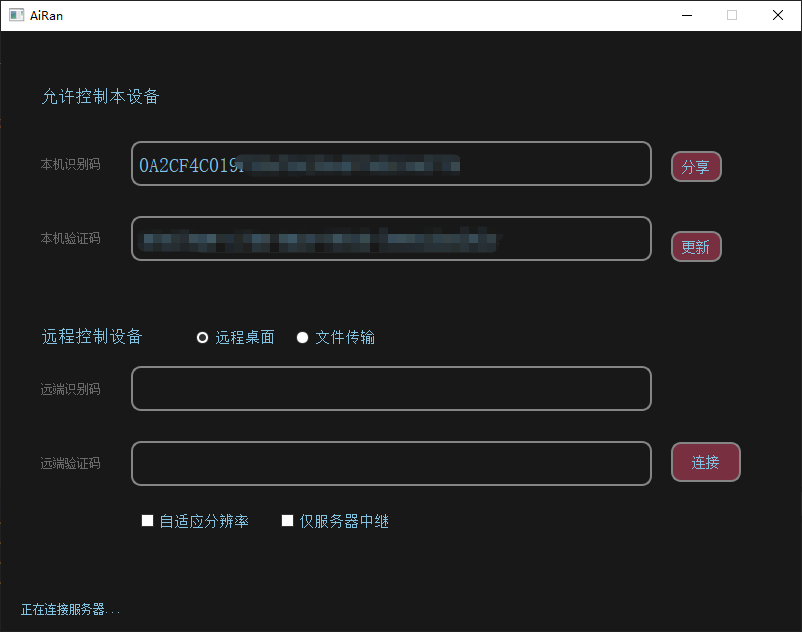 AiRan
允许控制本设备
本机识别码 0A2CF4C019 分享
本机验证码 更新
远程控制设备 远程桌面 文件传输
远端识别码
远端验证码 连接
自适应分辨率 仅服务器中继
正在连接服务器...